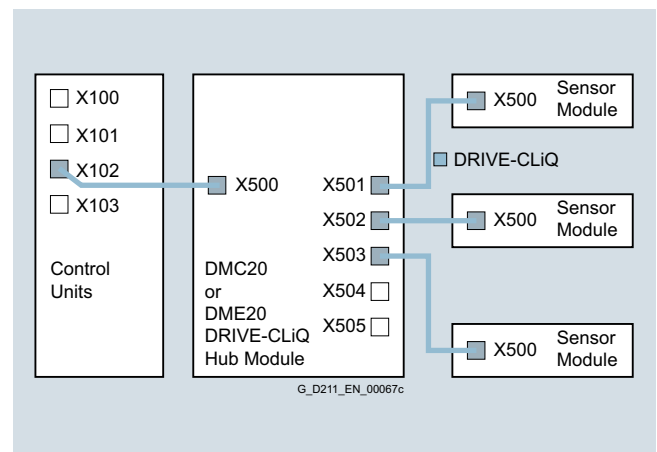 X100
X101
X102
X103
Control
Units
X500
X501
X502
X503
X504
X505
DMC20
or
DME20
DRIVE-CLiQ
Hub Module
X500
Sensor
Module
DRIVE-CLiQ
X500
Sensor
Module
X500
Sensor
Module
G_D211_EN_00067c